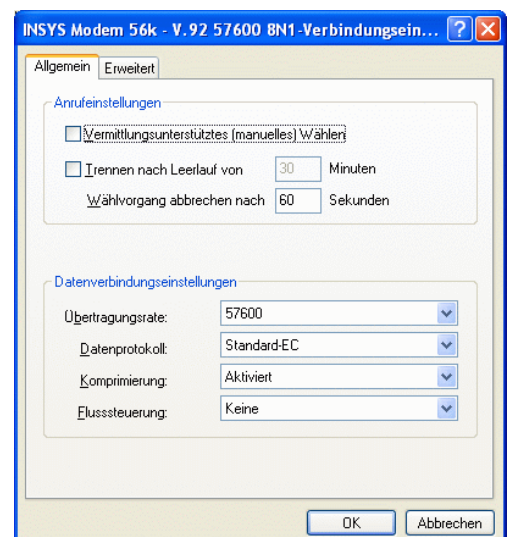 INSYS Modem 56k - V.92 57600 8N1-Verbindungsein...
Allgemein Erweitert
Anrufeinstellungen
Vermittlungsunterstütztes (manuelles) Wählen
Trennen nach Leerlauf von 30 Minuten
Wählvorgang abbrechen nach 60 Sekunden
Datenverbindungseinstellungen
Übertragungsrate: 57600
Datenprotokoll: Standard-EC
Komprimierung: Aktiviert
Flusssteuerung: Keine
OK Abbrechen